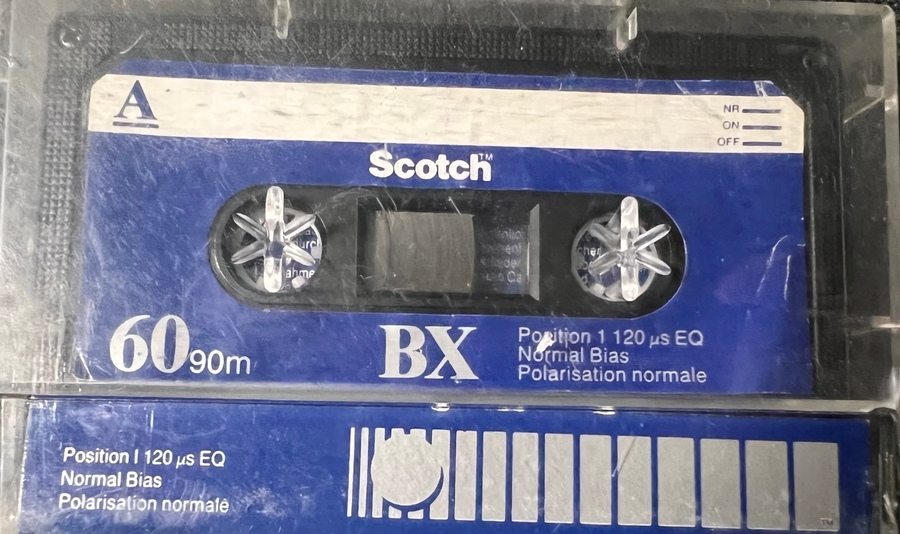 A
NR
ON
OFF
Scotch™
60 90m
BX
Position 1 120 µs EQ
Normal Bias
Polarisation normale
Position I 120 µs EQ
Normal Bias
Polarisation normale
TM